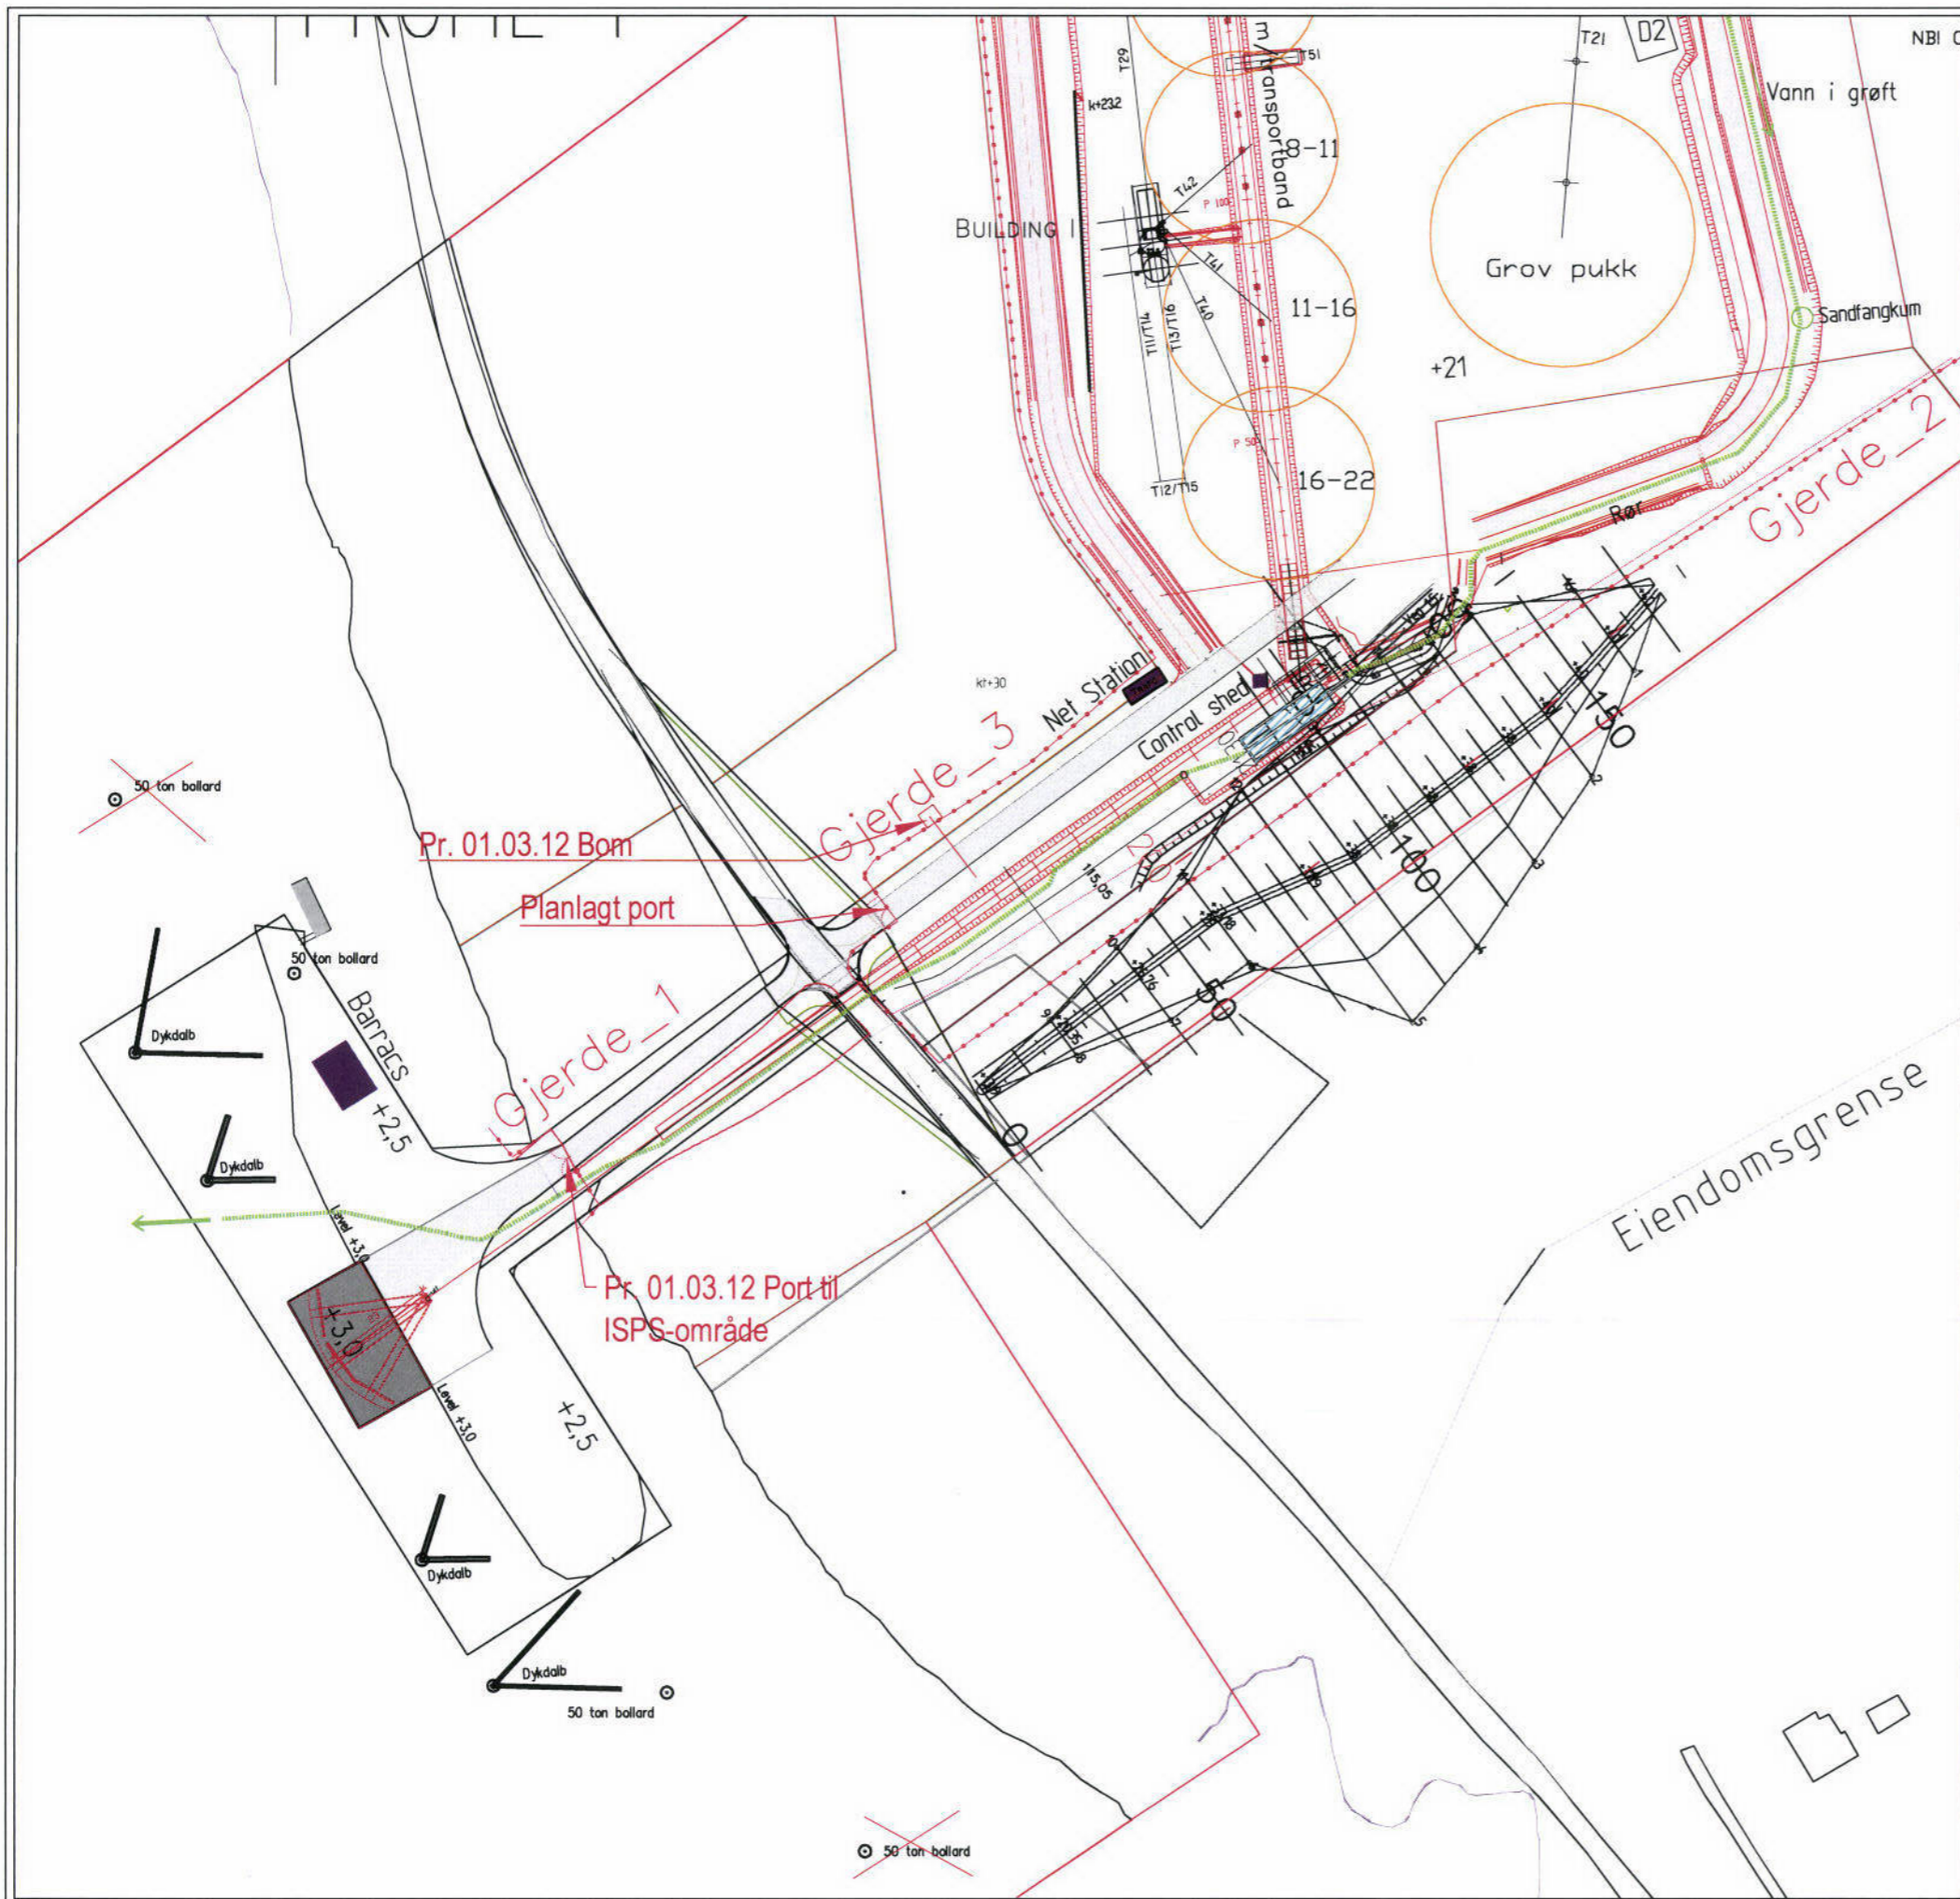 T29
T51
T21
D2
NBI
Vann i grøft
k+232
m/transportband
8-11
T42
P 100
BUILDING 1
T41
T40
Grov pukk
11-16
Sandfangkum
T11/T14
T13/T16
+21
P 50
16-22
T12/T15
Gjerde_2
Rør
kt+30
Net Station
Control shed
Gjerde_3
150
50 ton bollard
Pr. 01.03.12 Bom
115,05
100
Planlagt port
50 ton bollard
Barracs
Dykdalb
50
Gjerde_1
+2,5
0
Dykdalb
Eiendomsgrense
Level +3,0
Pr. 01.03.12 Port til
ISPS-område
+3,0
Level +3,0
+2,5
Dykdalb
Dykdalb
50 ton bollard
50 ton bollard